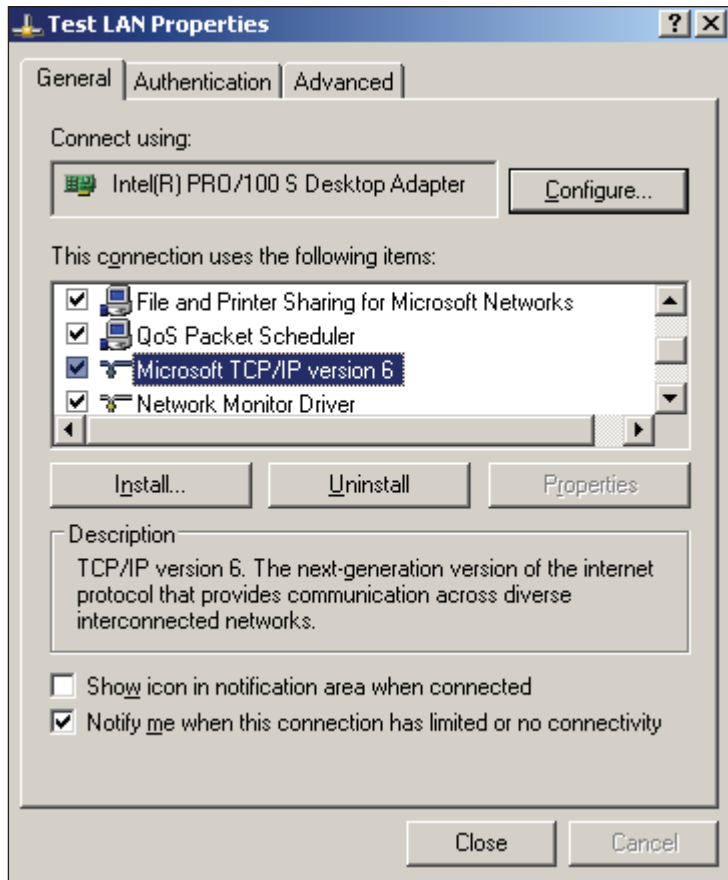 Test LAN Properties
General Authentication Advanced
Connect using:
Intel(R) PRO/100 S Desktop Adapter Configure...
This connection uses the following items:
File and Printer Sharing for Microsoft Networks
QoS Packet Scheduler
Microsoft TCP/IP version 6
Network Monitor Driver
Install... Uninstall Properties
Description
TCP/IP version 6. The next-generation version of the internet
protocol that provides communication across diverse
interconnected networks.
Show icon in notification area when connected
Notify me when this connection has limited or no connectivity
Close Cancel